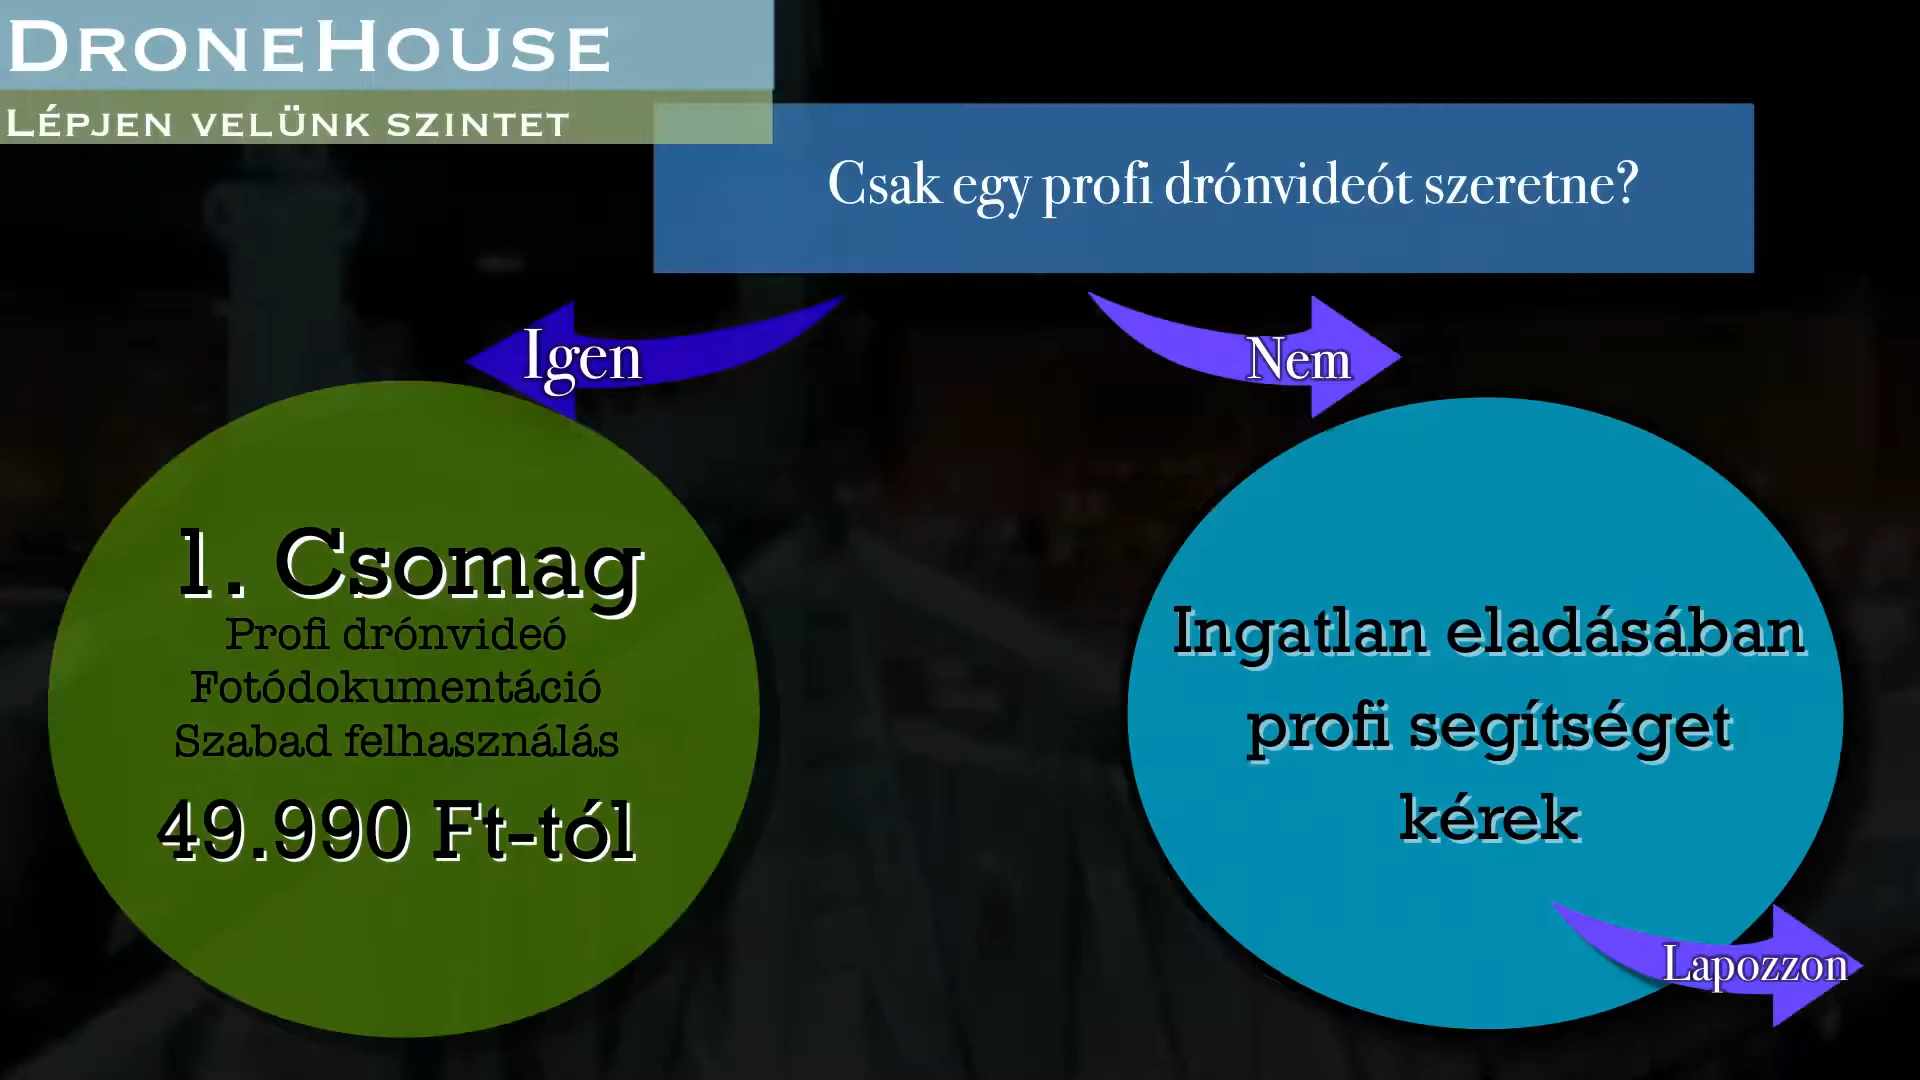 DRONEHOUSE
LÉPJEN VELÜNK SZINTET
Csak egy profi drónvideót szeretne?
Igen
Nem
1. Csomag
Profi drónvideó
Fotódokumentáció
Szabad felhasználás
49.990 Ft-tól
Ingatlan eladásában
profi segítséget
kérek
Lapozzon